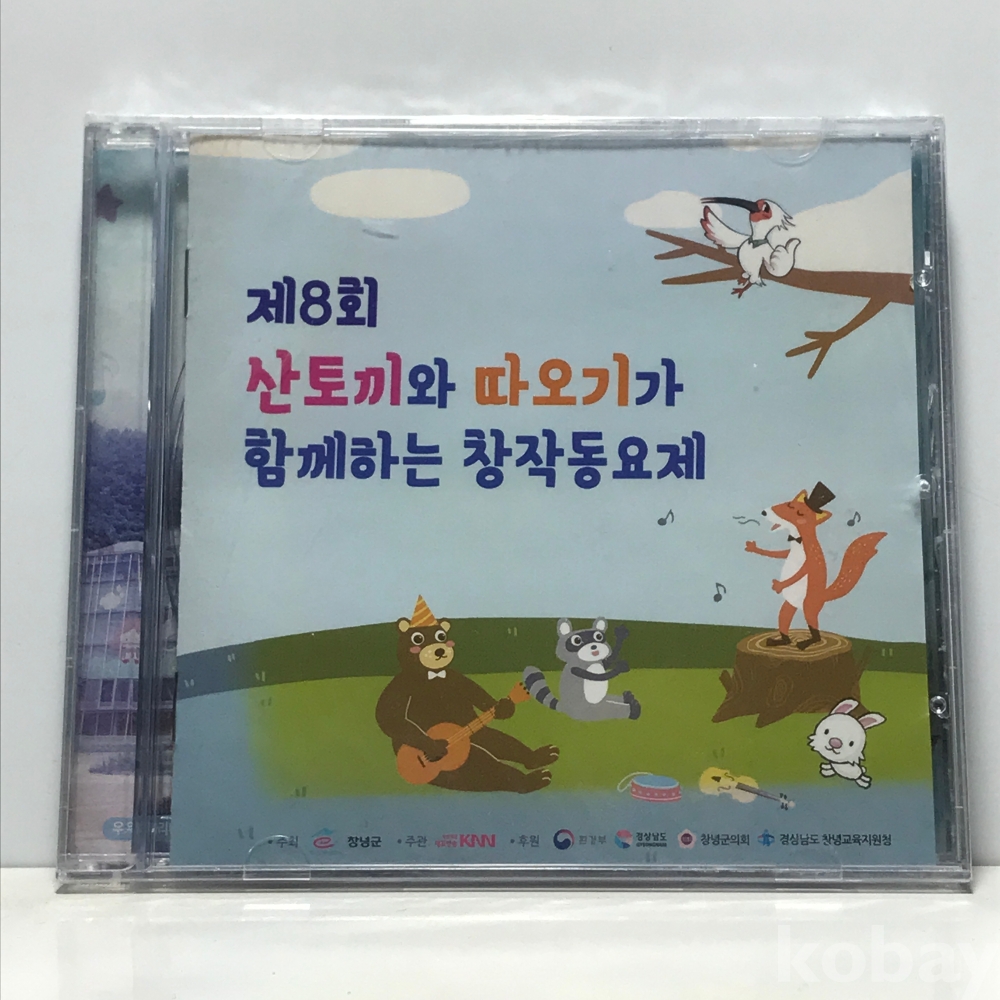 제8회
산토끼와 따오기가
함께하는 창작동요제
• 주최 창녕군 • 주관 KNN • 후원 환경부 경상남도 창녕군의회 경상남도 창녕교육지원청
kobay